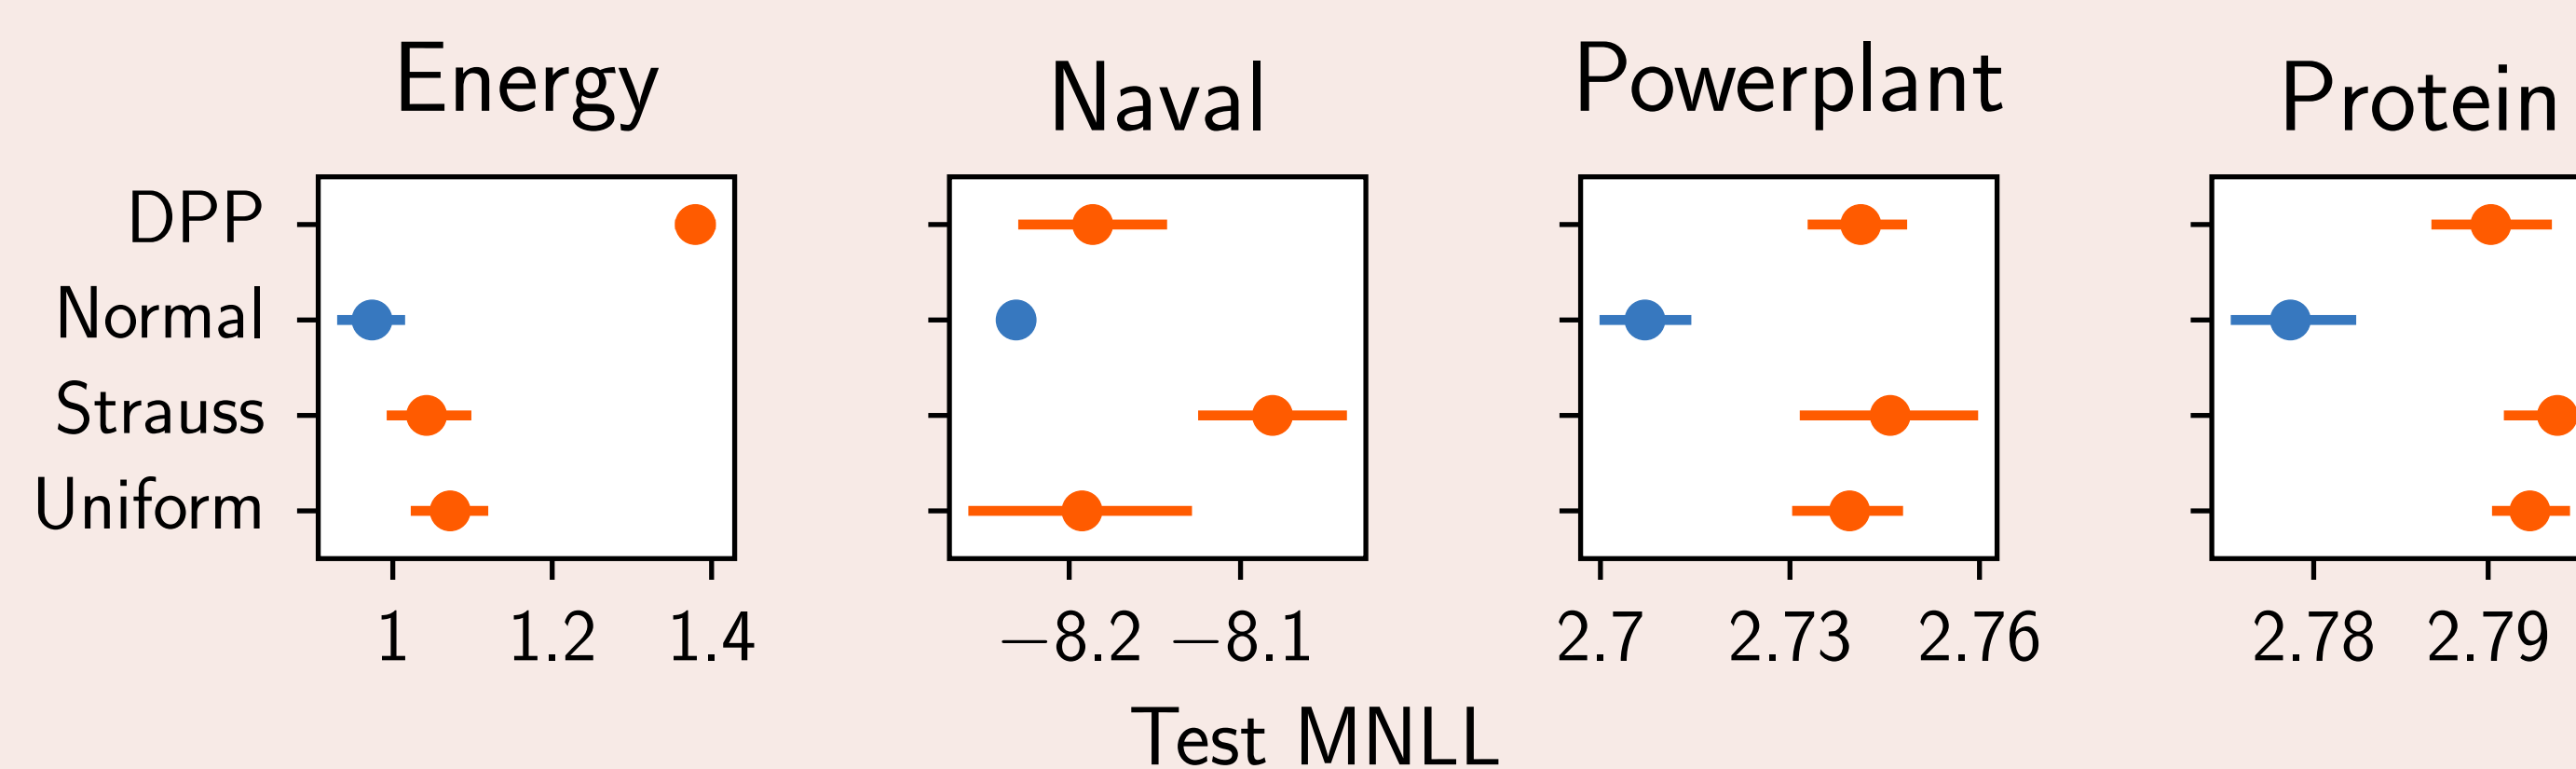 Energy Naval Powerplant Protein
DPP
Normal
Strauss
Uniform
1 1.2 1.4 −8.2 −8.1 2.7 2.73 2.76 2.78 2.79
Test MNLL